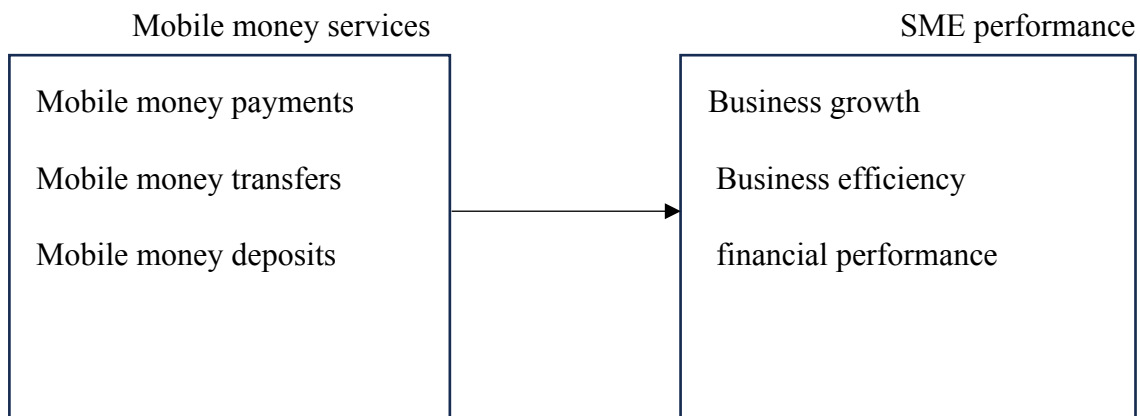 Mobile money services
SME performance
Mobile money payments
Mobile money transfers
Mobile money deposits
Business growth
Business efficiency
financial performance